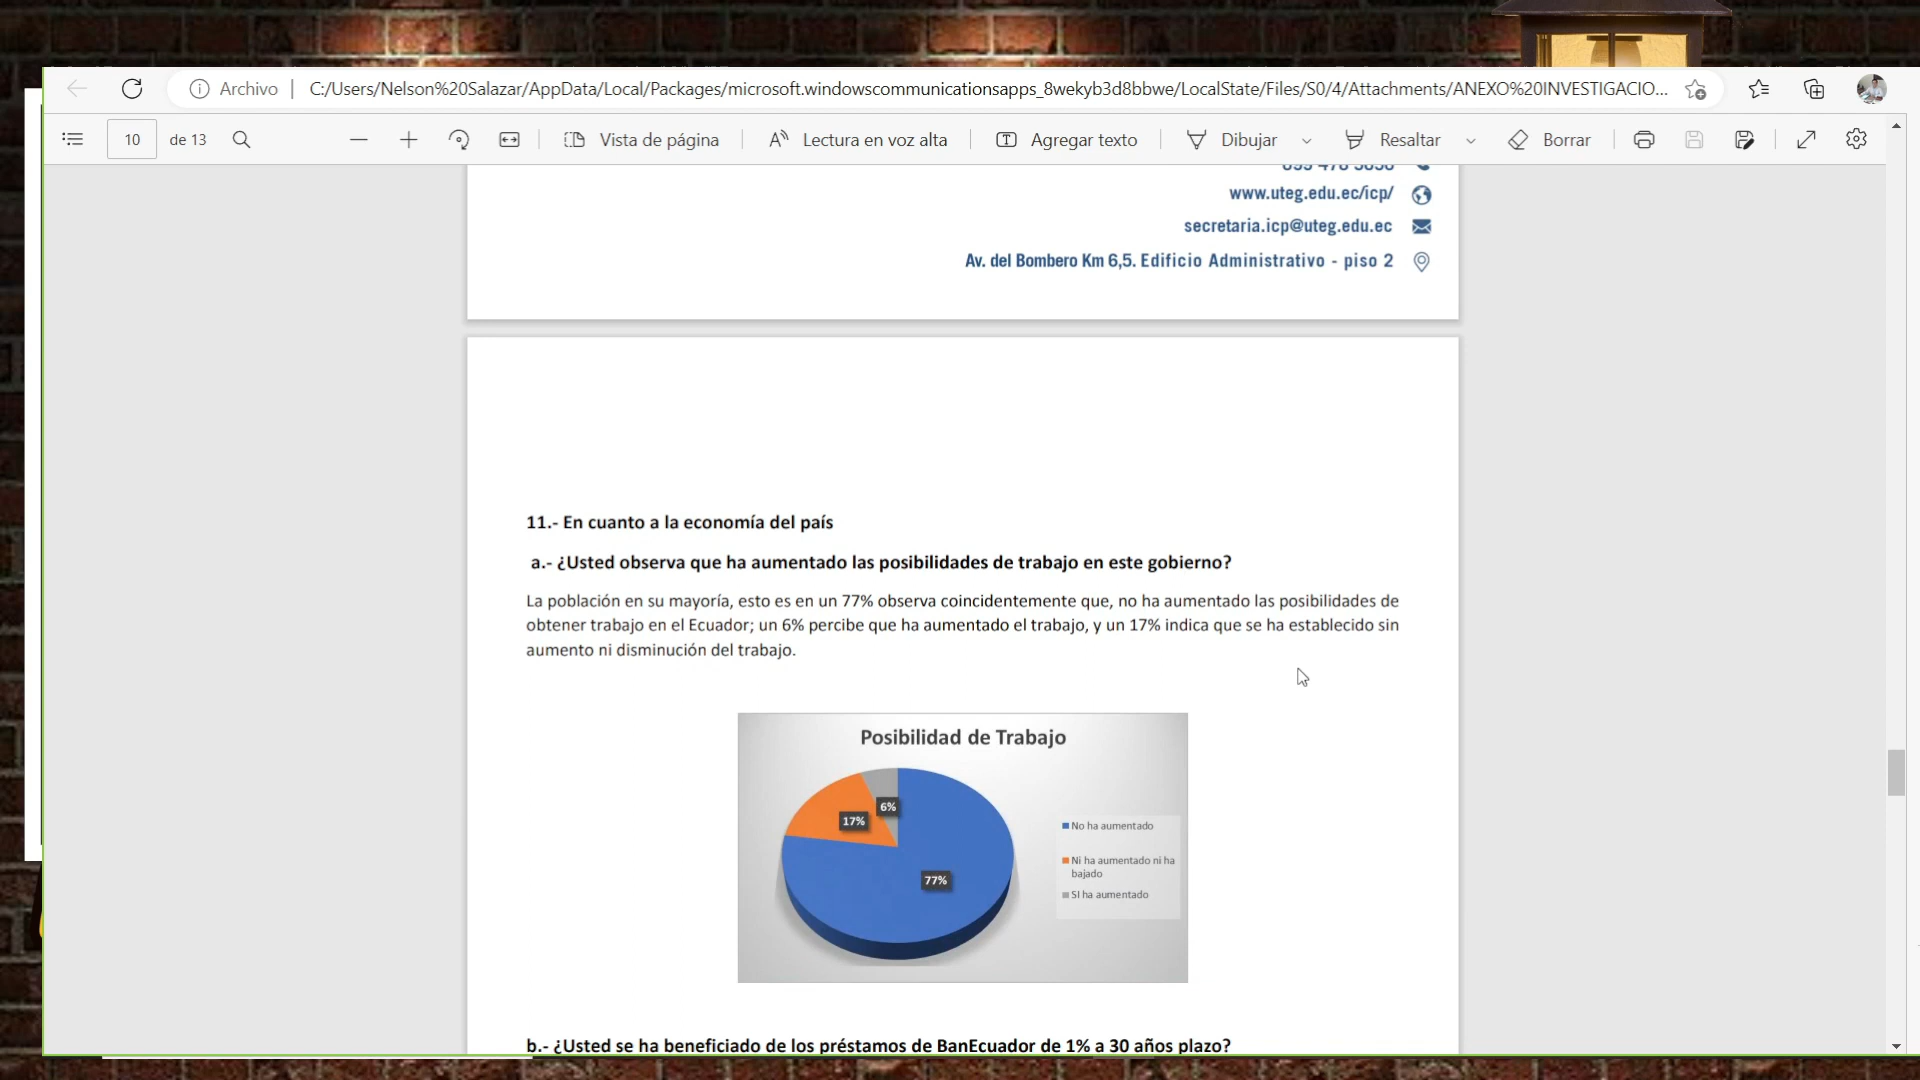 Archivo | C:/Users/Nelson%20Salazar/AppData/Local/Packages/microsoft.windowscommunicationsapps_8wekyb3d8bbwe/LocalState/Files/S0/4/Attachments/ANEXO%20INVESTIGACIO...
10 de 13 Vista de página Lectura en voz alta Agregar texto Dibujar Resaltar Borrar
www.uteg.edu.ec/icp/
secretaria.icp@uteg.edu.ec
Av. del Bombero Km 6,5. Edificio Administrativo - piso 2
11.- En cuanto a la economía del país
a.- ¿Usted observa que ha aumentado las posibilidades de trabajo en este gobierno?
La población en su mayoría, esto es en un 77% observa coincidentemente que, no ha aumentado las posibilidades de
obtener trabajo en el Ecuador; un 6% percibe que ha aumentado el trabajo, y un 17% indica que se ha establecido sin
aumento ni disminución del trabajo.
Posibilidad de Trabajo
6%
17%
77%
No ha aumentado
Ni ha aumentado ni ha
bajado
SI ha aumentado
b.- ¿Usted se ha beneficiado de los préstamos de BanEcuador de 1% a 30 años plazo?